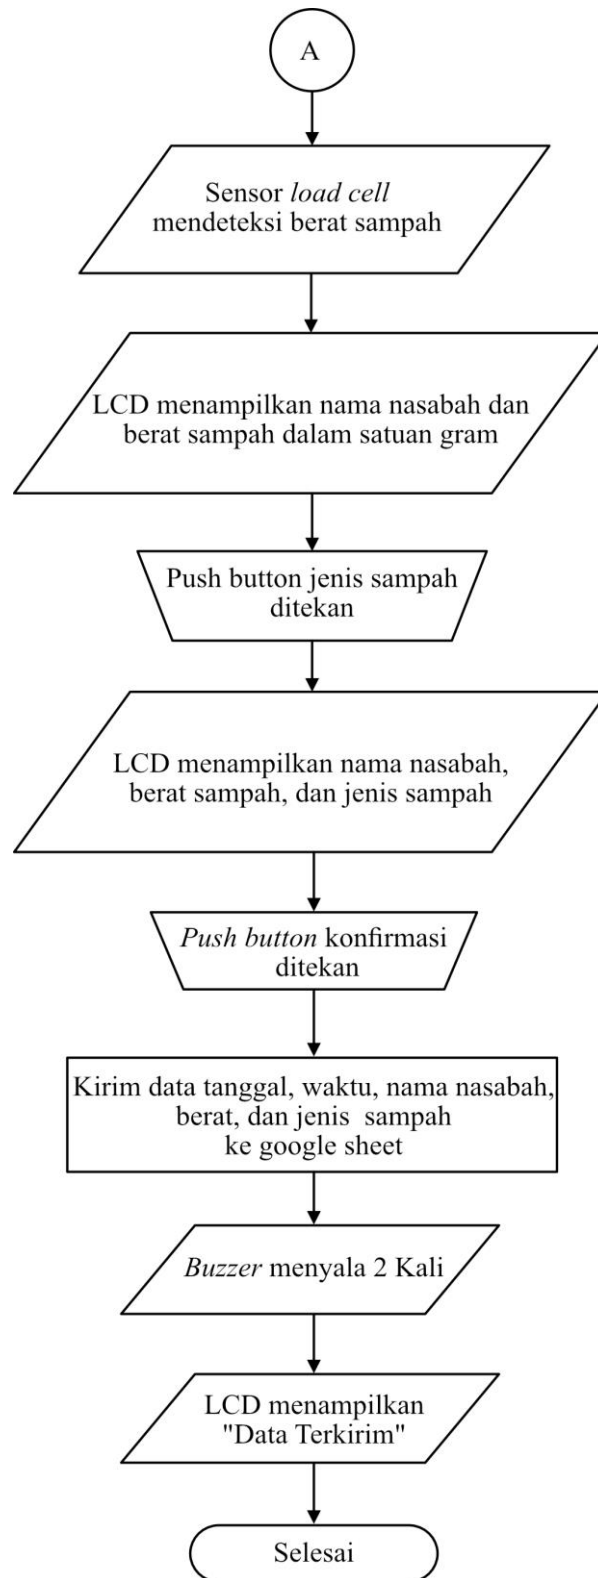 A
Sensor load cell
mendeteksi berat sampah
LCD menampilkan nama nasabah dan
berat sampah dalam satuan gram
Push button jenis sampah
ditekan
LCD menampilkan nama nasabah,
berat sampah, dan jenis sampah
Push button konfirmasi
ditekan
Kirim data tanggal, waktu, nama nasabah,
berat, dan jenis sampah
ke google sheet
Buzzer menyala 2 Kali
LCD menampilkan
"Data Terkirim"
Selesai